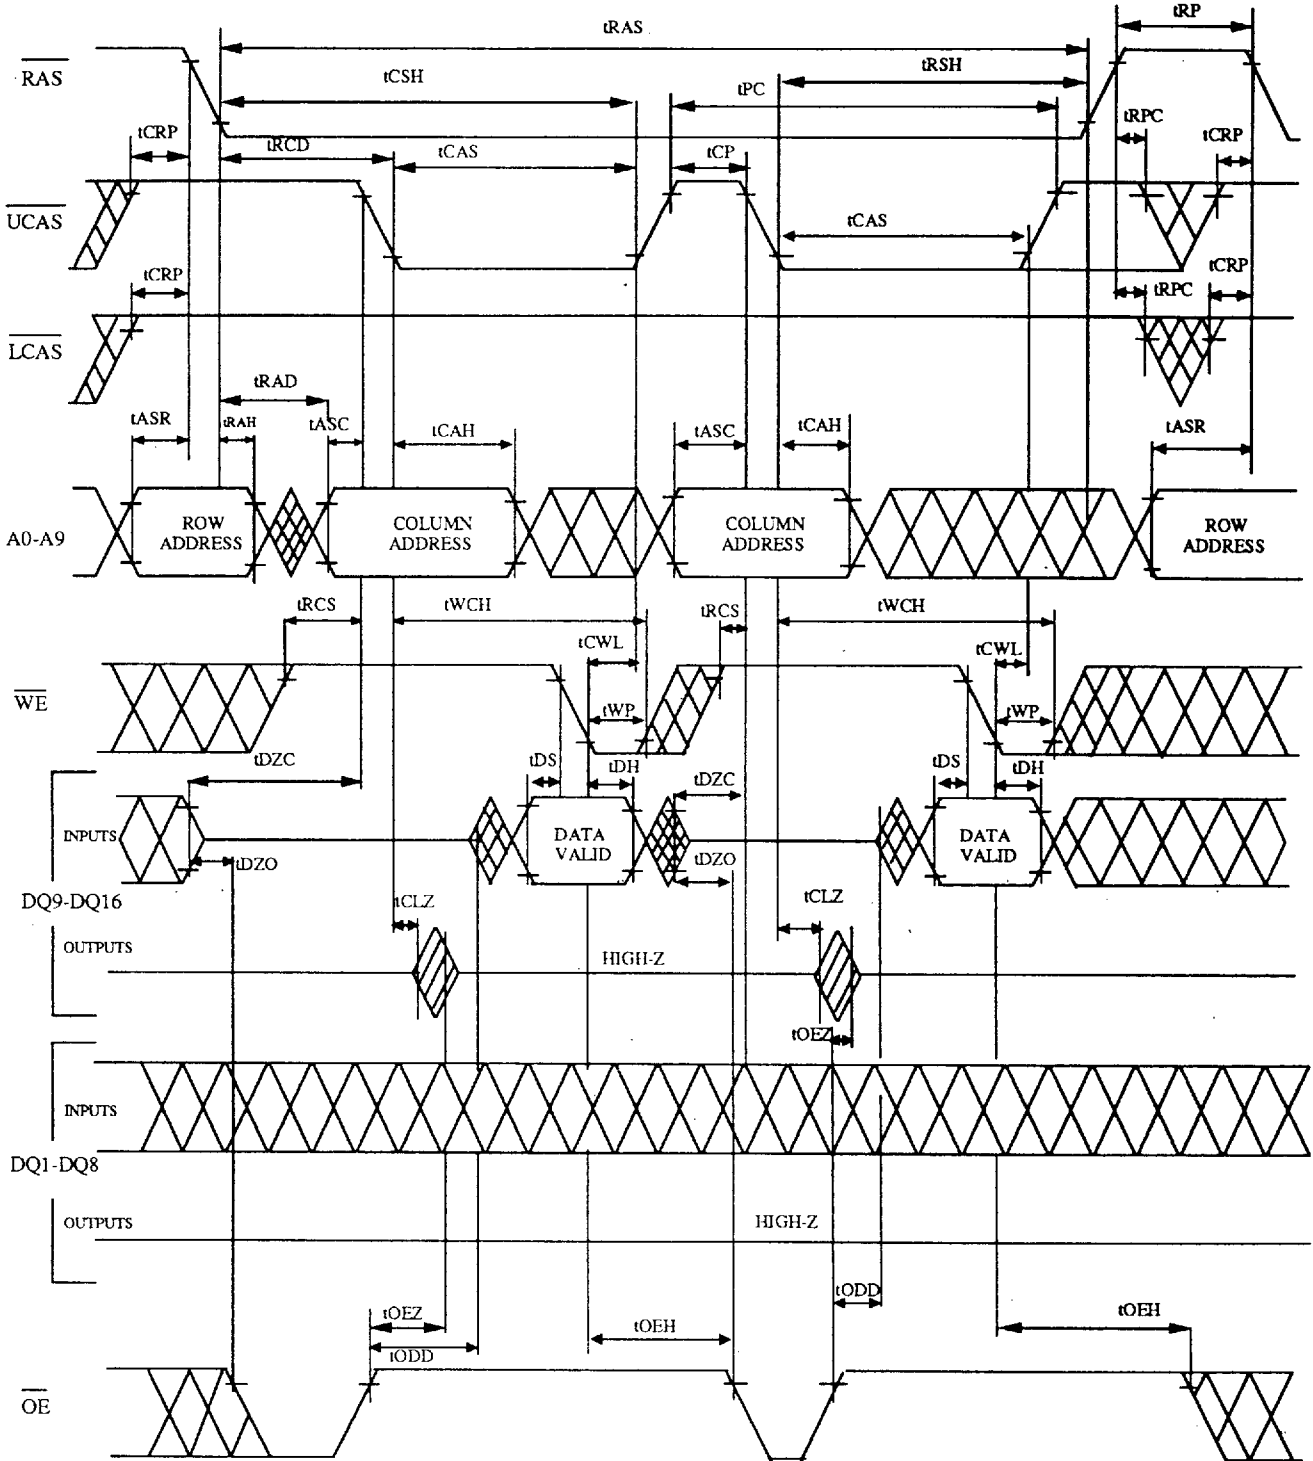 tRAS
tRP
RAS
tCSH
tRSH
tPC
tCRP
tRCD
tCAS
tCP
tRPC
tCRP
UCAS
tCAS
tCRP
tCRP
tRPC
LCAS
tRAD
tASR
tRAH
tASC
tCAH
tASC
tCAH
tASR
A0-A9
ROW
ADDRESS
COLUMN
ADDRESS
COLUMN
ADDRESS
ROW
ADDRESS
tRCS
tWCH
tRCS
tWCH
tCWL
tCWL
WE
tWP
tWP
tDZC
tDS
tDH
tDZC
tDS
tDH
INPUTS
DATA
VALID
DATA
VALID
tDZO
tDZO
DQ9-DQ16
tCLZ
tCLZ
OUTPUTS
HIGH-Z
tOEZ
INPUTS
DQ1-DQ8
OUTPUTS
HIGH-Z
tODD
tOEZ
tOEH
tOEH
tODD
OE